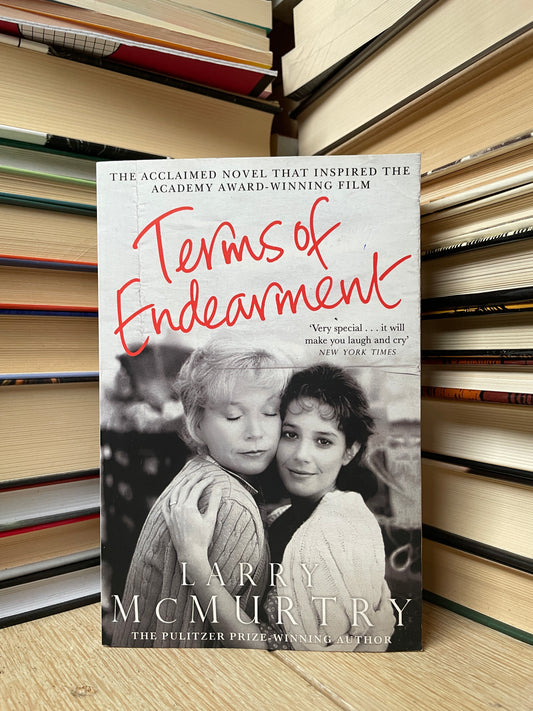 THE ACCLAIMED NOVEL THAT INSPIRED THE
ACADEMY AWARD-WINNING FILM
Terms of
Endearment
‘Very special . . . it will
make you laugh and cry’
NEW YORK TIMES
LARRY
MCMURTRY
THE PULITZER PRIZE-WINNING AUTHOR